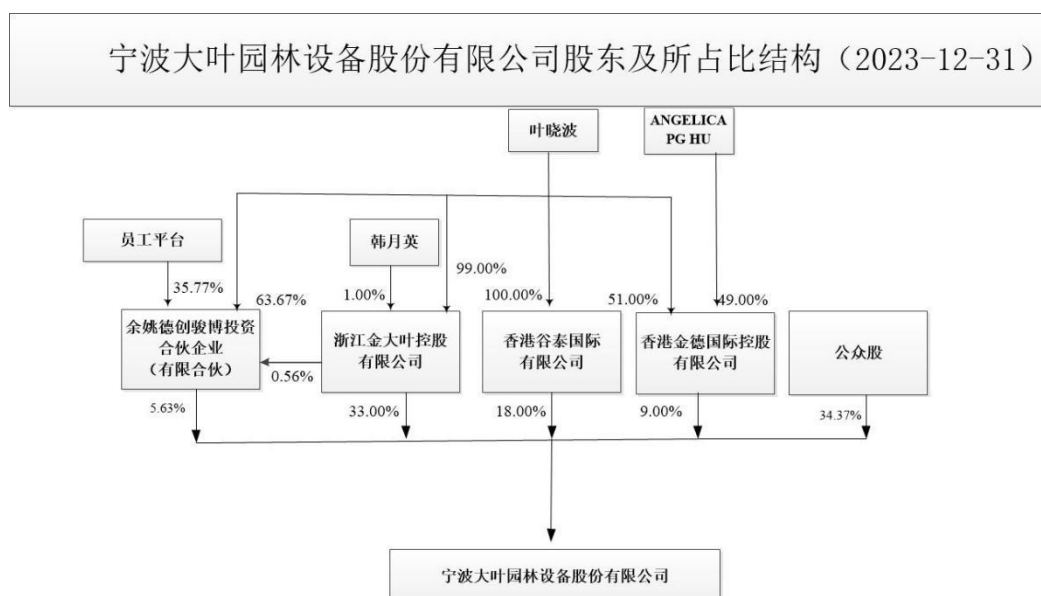 宁波大叶园林设备股份有限公司股东及所占比结构（2023-12-31）
叶晓波
ANGELICA
PG HU
员工平台
韩月英
35.77%
63.67%
1.00%
99.00%
100.00%
51.00%
49.00%
余姚德创骏博投资
合伙企业
（有限合伙）
浙江金大叶控股
有限公司
香港谷泰国际
有限公司
香港金德国际控股
有限公司
公众股
0.56%
5.63%
33.00%
18.00%
9.00%
34.37%
宁波大叶园林设备股份有限公司